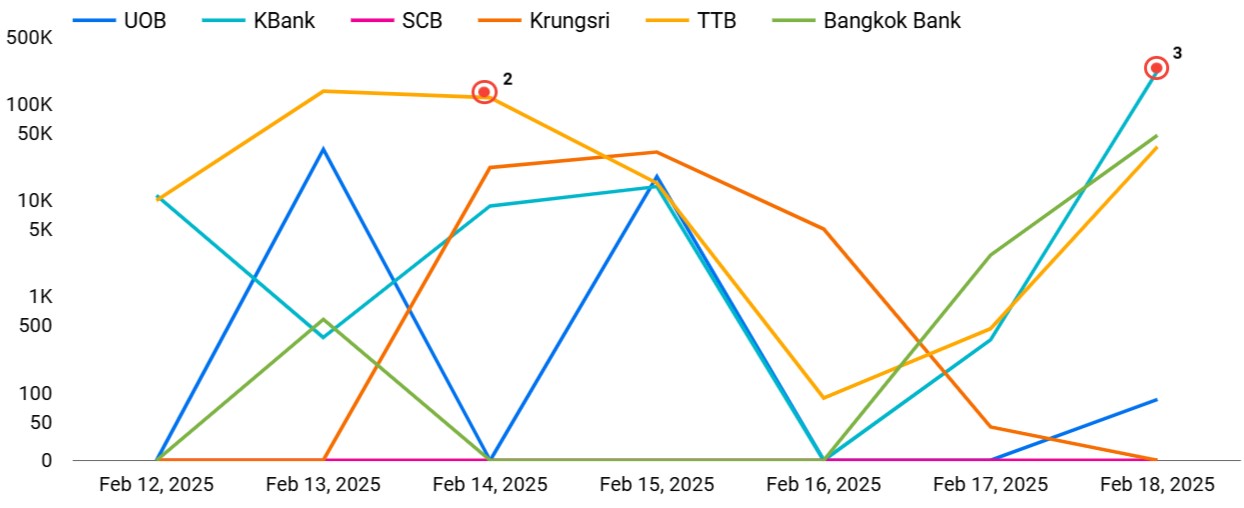 UOB KBank SCB Krungsri TTB Bangkok Bank
500K
3
2
100K
50K
10K
5K
1K
500
100
50
0
Feb 12, 2025 Feb 13, 2025 Feb 14, 2025 Feb 15, 2025 Feb 16, 2025 Feb 17, 2025 Feb 18, 2025